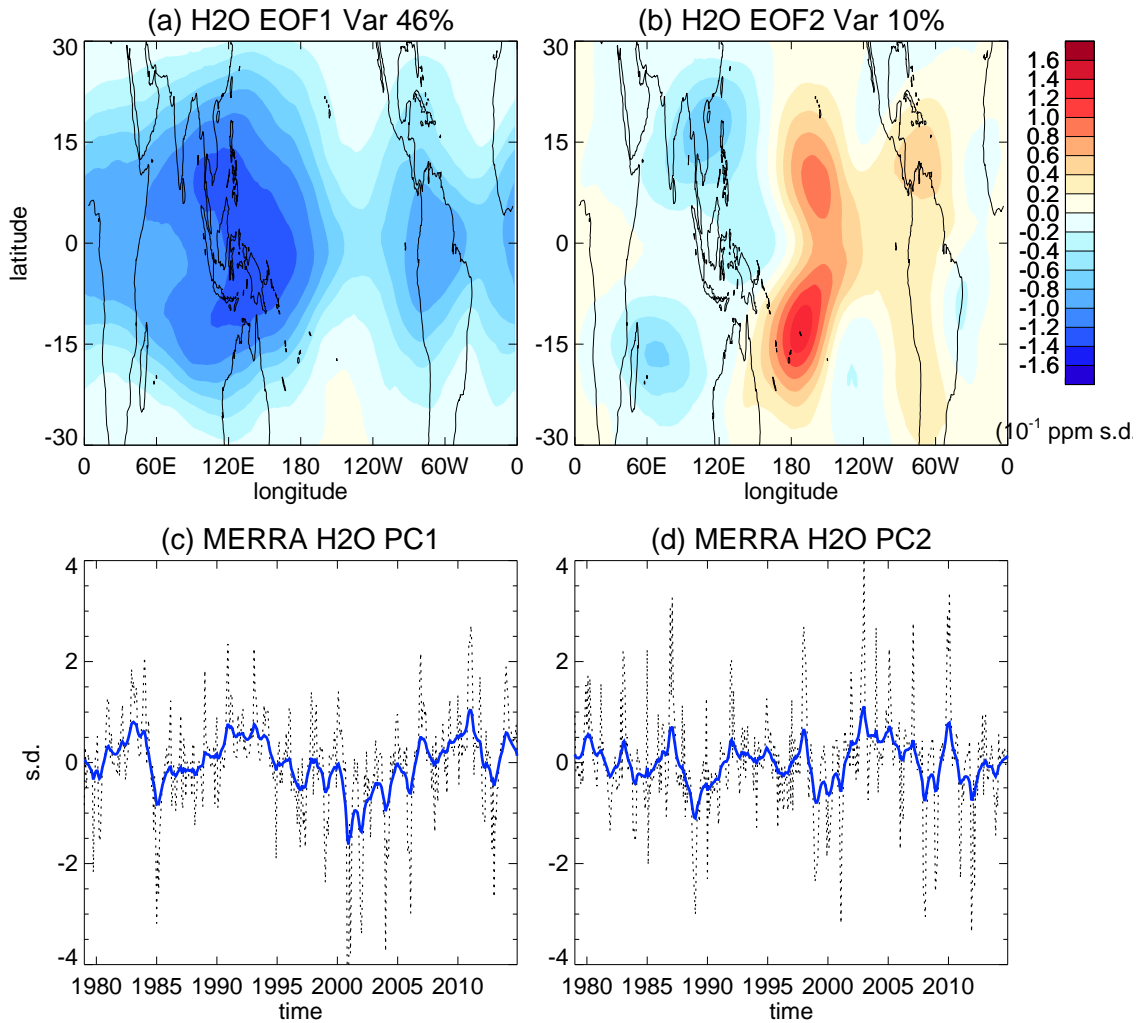 (a) H2O EOF1 Var 46%
(b) H2O EOF2 Var 10%
30
15
0
-15
-30
latitude
0 60E 120E 180 120W 60W 0
longitude
30
15
0
-15
-30
0 60E 120E 180 120W 60W 0
longitude
1.6
1.4
1.2
1.0
0.8
0.6
0.4
0.2
0.0
-0.2
-0.4
-0.6
-0.8
-1.0
-1.2
-1.4
-1.6
(10-1 ppm s.d.
(c) MERRA H2O PC1
(d) MERRA H2O PC2
4
2
0
-2
-4
s.d.
1980 1985 1990 1995 2000 2005 2010
time
4
2
0
-2
-4
1980 1985 1990 1995 2000 2005 2010
time